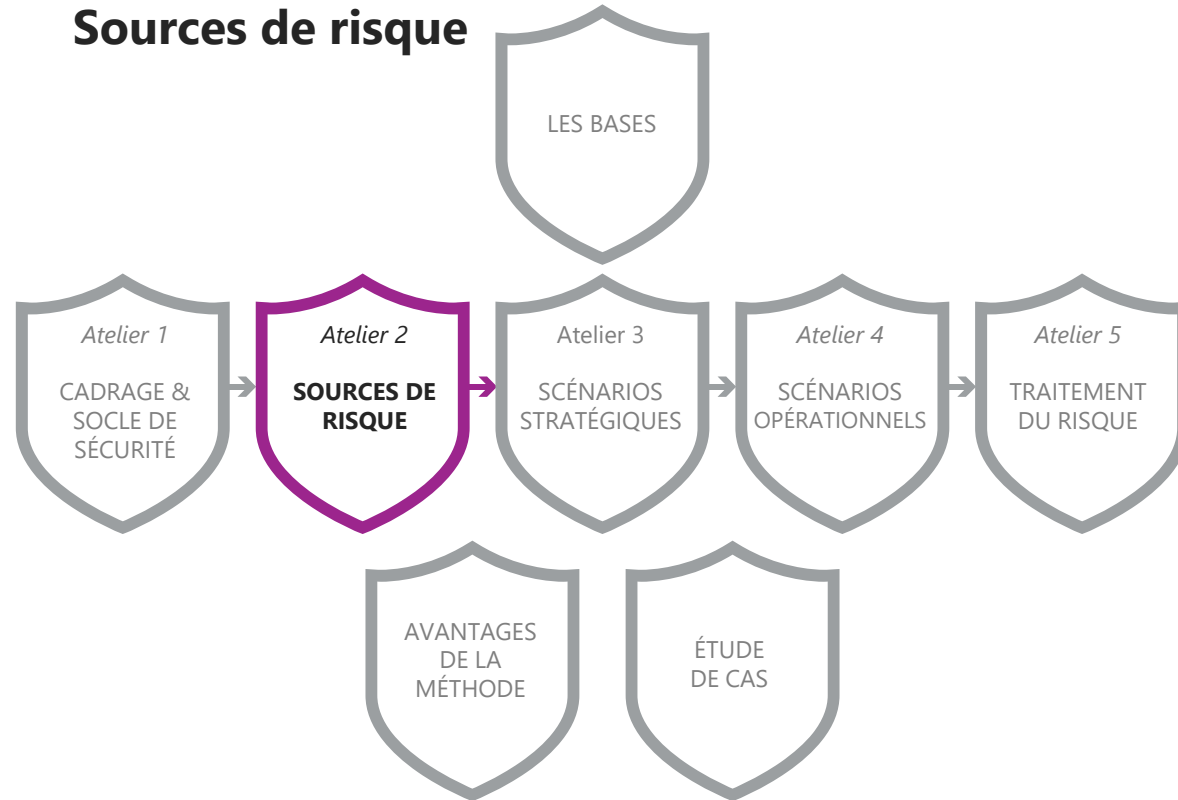 Sources de risque
LES BASES
Atelier 1
CADRAGE &
SOCLE DE
SÉCURITÉ
Atelier 2
SOURCES DE
RISQUE
Atelier 3
SCÉNARIOS
STRATÉGIQUES
Atelier 4
SCÉNARIOS
OPÉRATIONNELS
Atelier 5
TRAITEMENT
DU RISQUE
AVANTAGES
DE LA
MÉTHODE
ÉTUDE
DE CAS